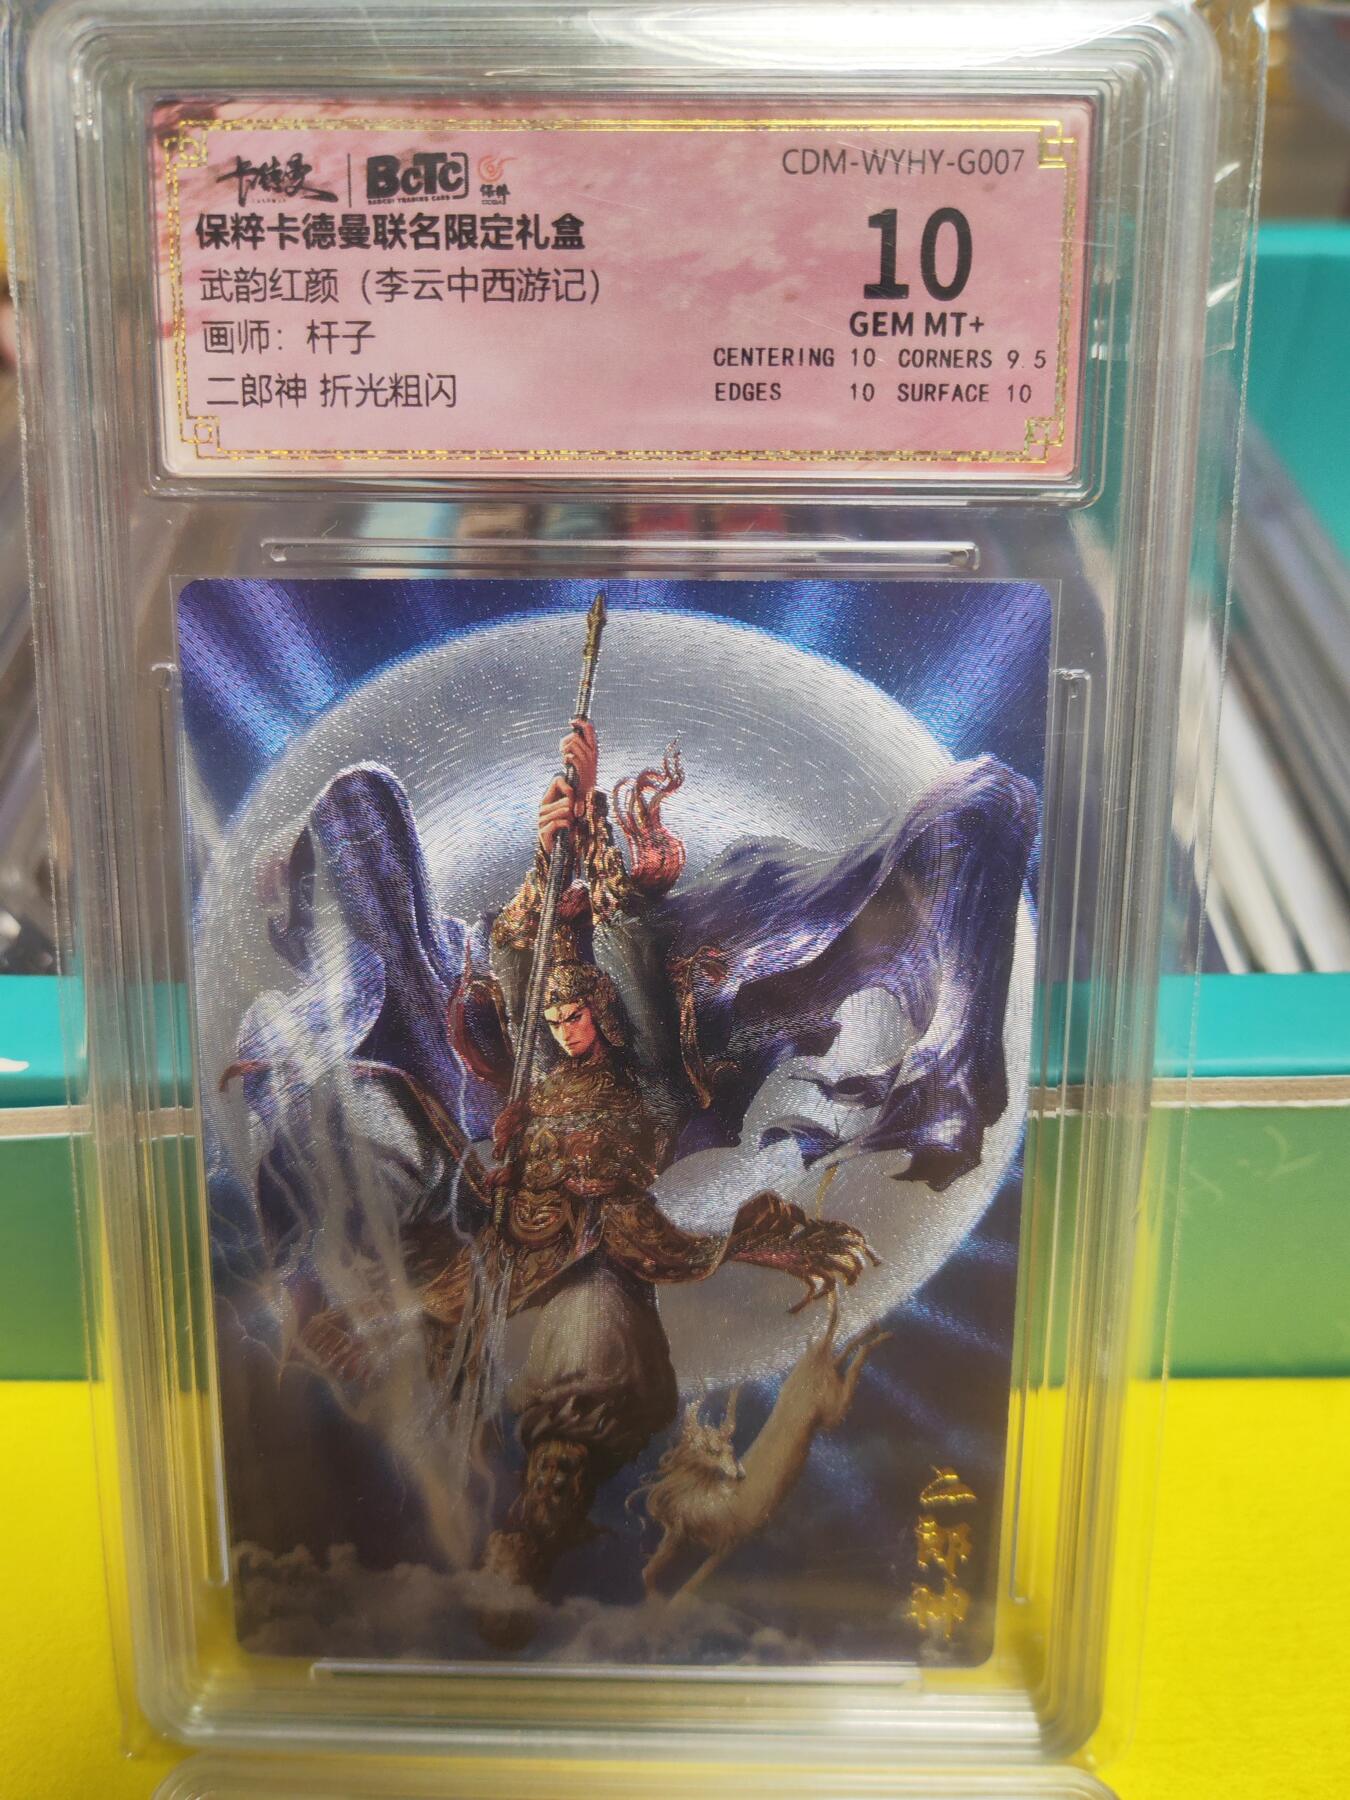 卡德曼 BCTC 保粹
CDM-WYHY-G007
保粹卡德曼联名限定礼盒
武韵红颜（李云中西游记）
画师：杆子
二郎神 折光粗闪
10
GEM MT+
CENTERING 10 CORNERS 9.5
EDGES 10 SURFACE 10
二郎神